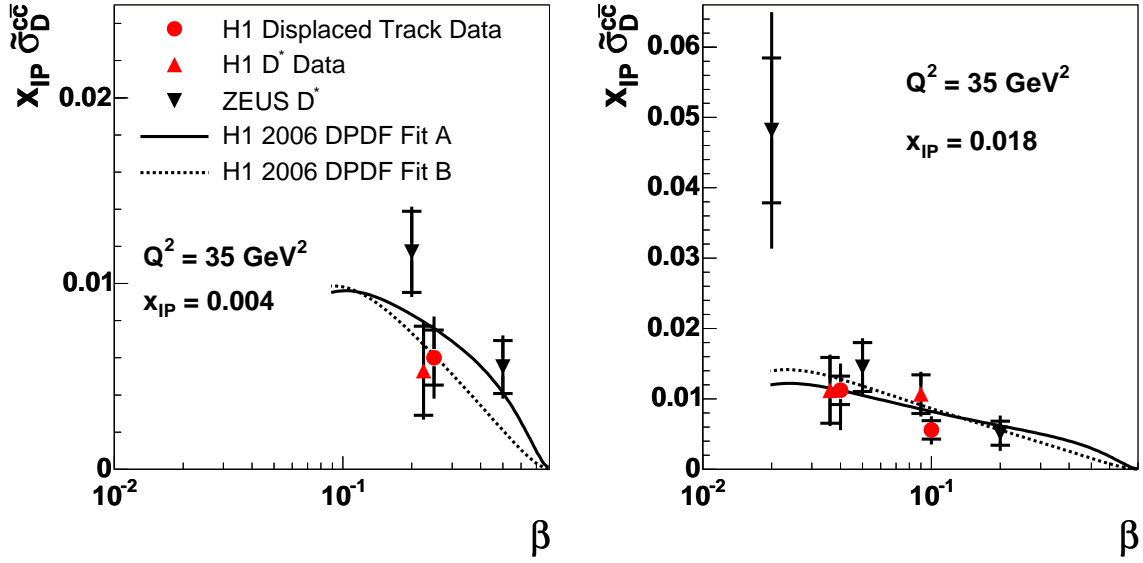 x_IP σ̃_D^cc̄
H1 Displaced Track Data
H1 D* Data
ZEUS D*
H1 2006 DPDF Fit A
H1 2006 DPDF Fit B
Q² = 35 GeV²
x_IP = 0.004
0.02
0.01
0
10⁻²
10⁻¹
β
x_IP σ̃_D^cc̄
Q² = 35 GeV²
x_IP = 0.018
0.06
0.05
0.04
0.03
0.02
0.01
0
10⁻²
10⁻¹
β